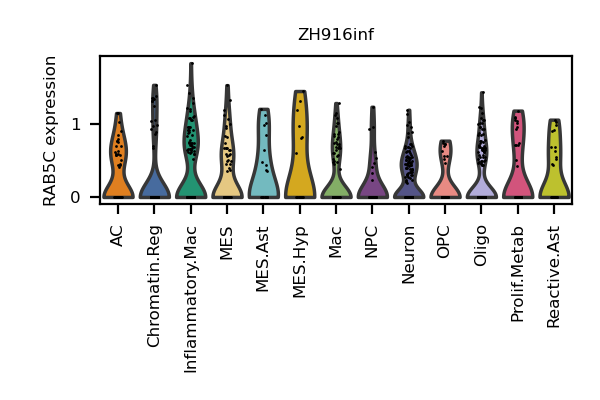 ZH916inf
RAB5C expression
1
0
AC
Chromatin.Reg
Inflammatory.Mac
MES
MES.Ast
MES.Hyp
Mac
NPC
Neuron
OPC
Oligo
Prolif.Metab
Reactive.Ast